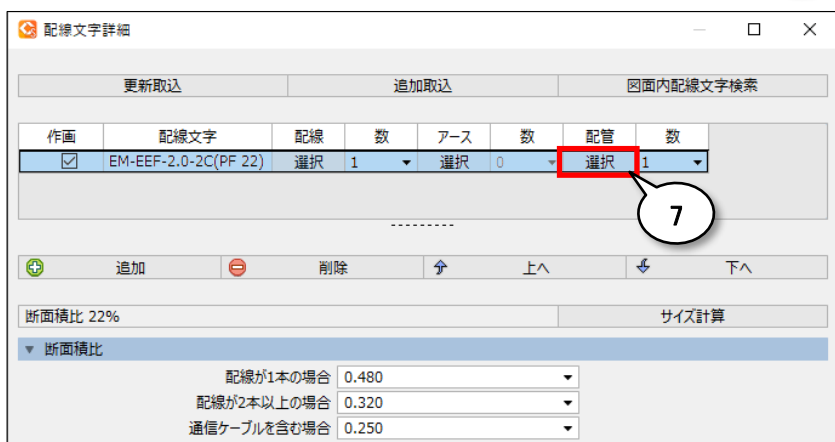 配線文字詳細
更新取込 追加取込 図面内配線文字検索
作画 配線文字 配線 数 アース 数 配管 数
EM-EEF-2.0-2C(PF 22) 選択 1 選択 0 選択 1
7
追加 削除 上へ 下へ
断面積比 22% サイズ計算
断面積比
配線が1本の場合 0.480
配線が2本以上の場合 0.320
通信ケーブルを含む場合 0.250